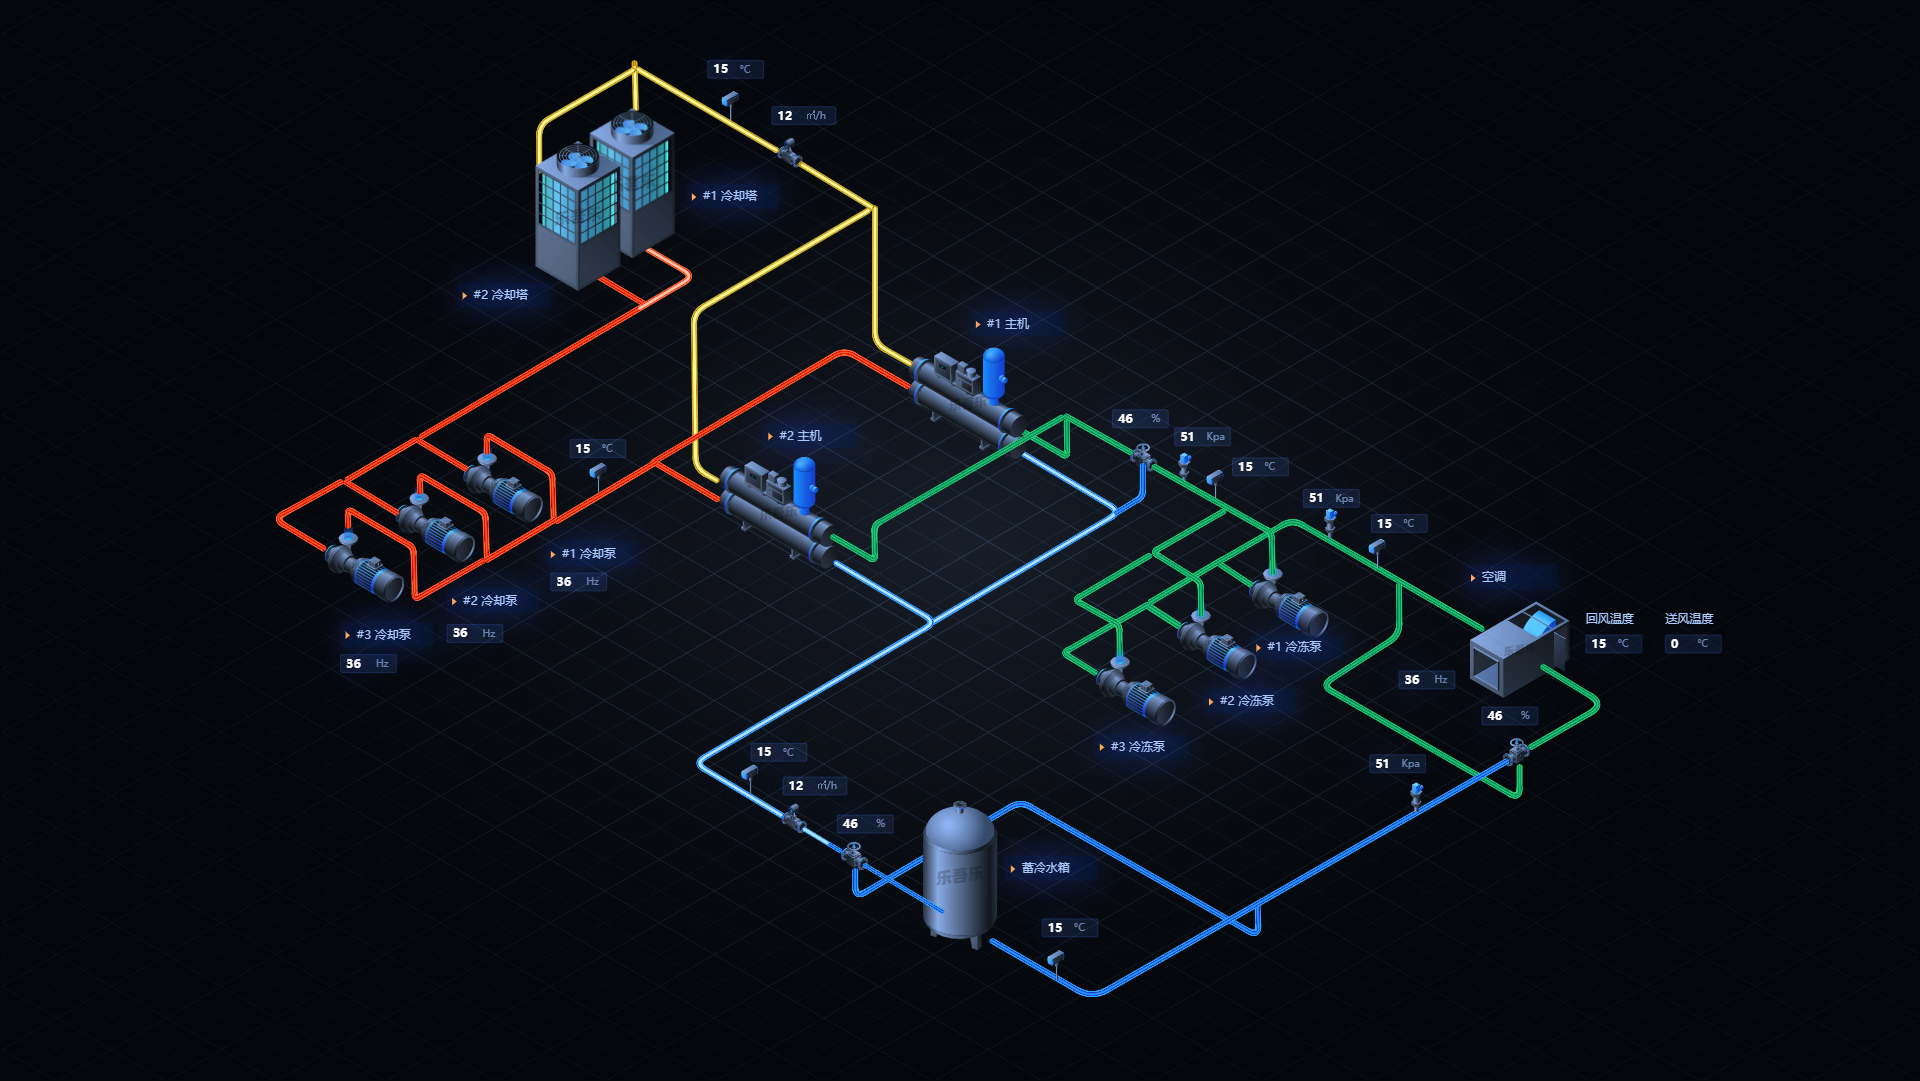 15 ℃
12 ㎥/h
#1 冷却塔
#2 冷却塔
#1 主机
46 %
51 Kpa
#2 主机
15 ℃
15 ℃
51 Kpa
15 ℃
#1 冷却泵
36 Hz
空调
#2 冷却泵
36 Hz
回风温度 送风温度
15 ℃ 0 ℃
#3 冷却泵
36 Hz
#1 冷冻泵
36 Hz
#2 冷冻泵
46 %
#3 冷冻泵
15 ℃
51 Kpa
12 ㎥/h
46 %
蓄冷水箱
乐吾乐
15 ℃